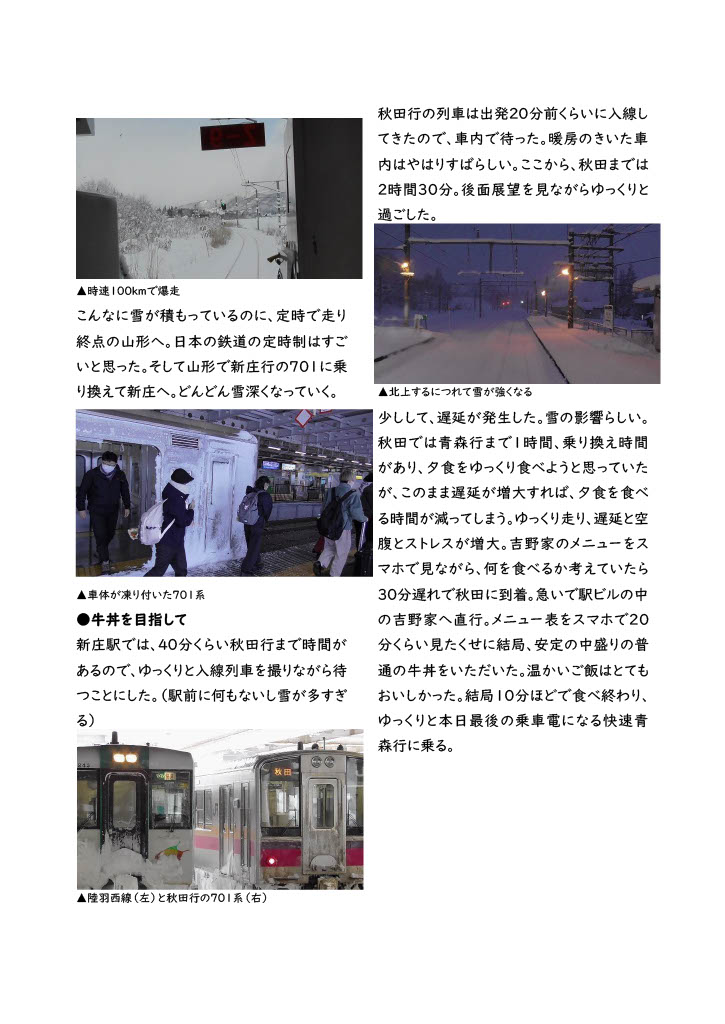 ▲時速100kmで爆走
こんなに雪が積もっているのに、定時で走り
終点の山形へ。日本の鉄道の定時制はすご
いと思った。そして山形で新庄行の701に乗
り換えて新庄へ。どんどん雪深くなっていく。
▲車体が凍り付いた701系
●牛丼を目指して
新庄駅では、40分くらい秋田行まで時間が
あるので、ゆっくりと入線列車を撮りながら待
つことにした。（駅前に何もないし雪が多すぎ
る）
秋田
▲陸羽西線（左）と秋田行の701系（右）
秋田行の列車は出発20分前くらいに入線し
てきたので、車内で待った。暖房のきいた車
内はやはりすばらしい。ここから、秋田までは
2時間30分。後面展望を見ながらゆっくりと
過ごした。
▲北上するにつれて雪が強くなる
少しして、遅延が発生した。雪の影響らしい。
秋田では青森行まで1時間、乗り換え時間
があり、夕食をゆっくり食べようと思っていた
が、このまま遅延が増大すれば、夕食を食べ
る時間が減ってしまう。ゆっくり走り、遅延と空
腹とストレスが増大。吉野家のメニューをス
マホで見ながら、何を食べるか考えていたら
30分遅れで秋田に到着。急いで駅ビルの中
の吉野家へ直行。メニュー表をスマホで20
分くらい見たくせに結局、安定の中盛りの普
通の牛丼をいただいた。温かいご飯はとても
おいしかった。結局10分ほどで食べ終わり、
ゆっくりと本日最後の乗車電になる快速青
森行に乗る。